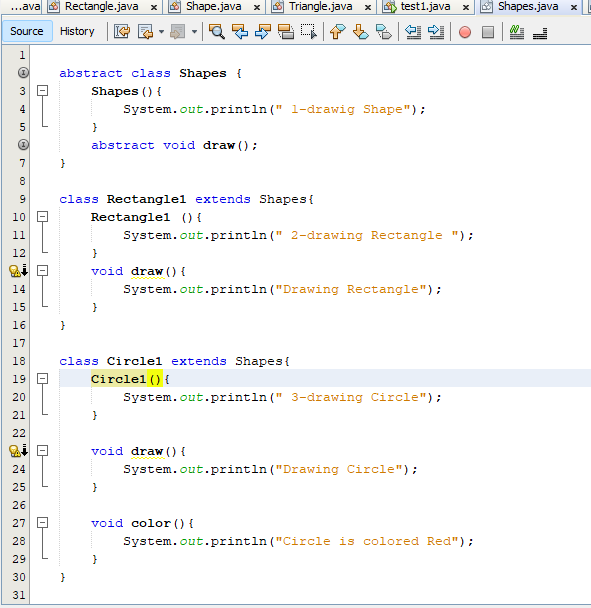 ...ava Rectangle.java × Shape.java × Triangle.java × test1.java × Shapes.java ×
Source History
1
abstract class Shapes {
3 Shapes(){
4 System.out.println(" 1-drawig Shape");
5 }
abstract void draw();
7 }
8
9 class Rectangle1 extends Shapes{
10 Rectangle1 (){
11 System.out.println(" 2-drawing Rectangle ");
12 }
void draw(){
14 System.out.println("Drawing Rectangle");
15 }
16 }
17
18 class Circle1 extends Shapes{
19 Circle1(){
20 System.out.println(" 3-drawing Circle");
21 }
22
void draw(){
24 System.out.println("Drawing Circle");
25 }
26
27 void color(){
28 System.out.println("Circle is colored Red");
29 }
30 }
31